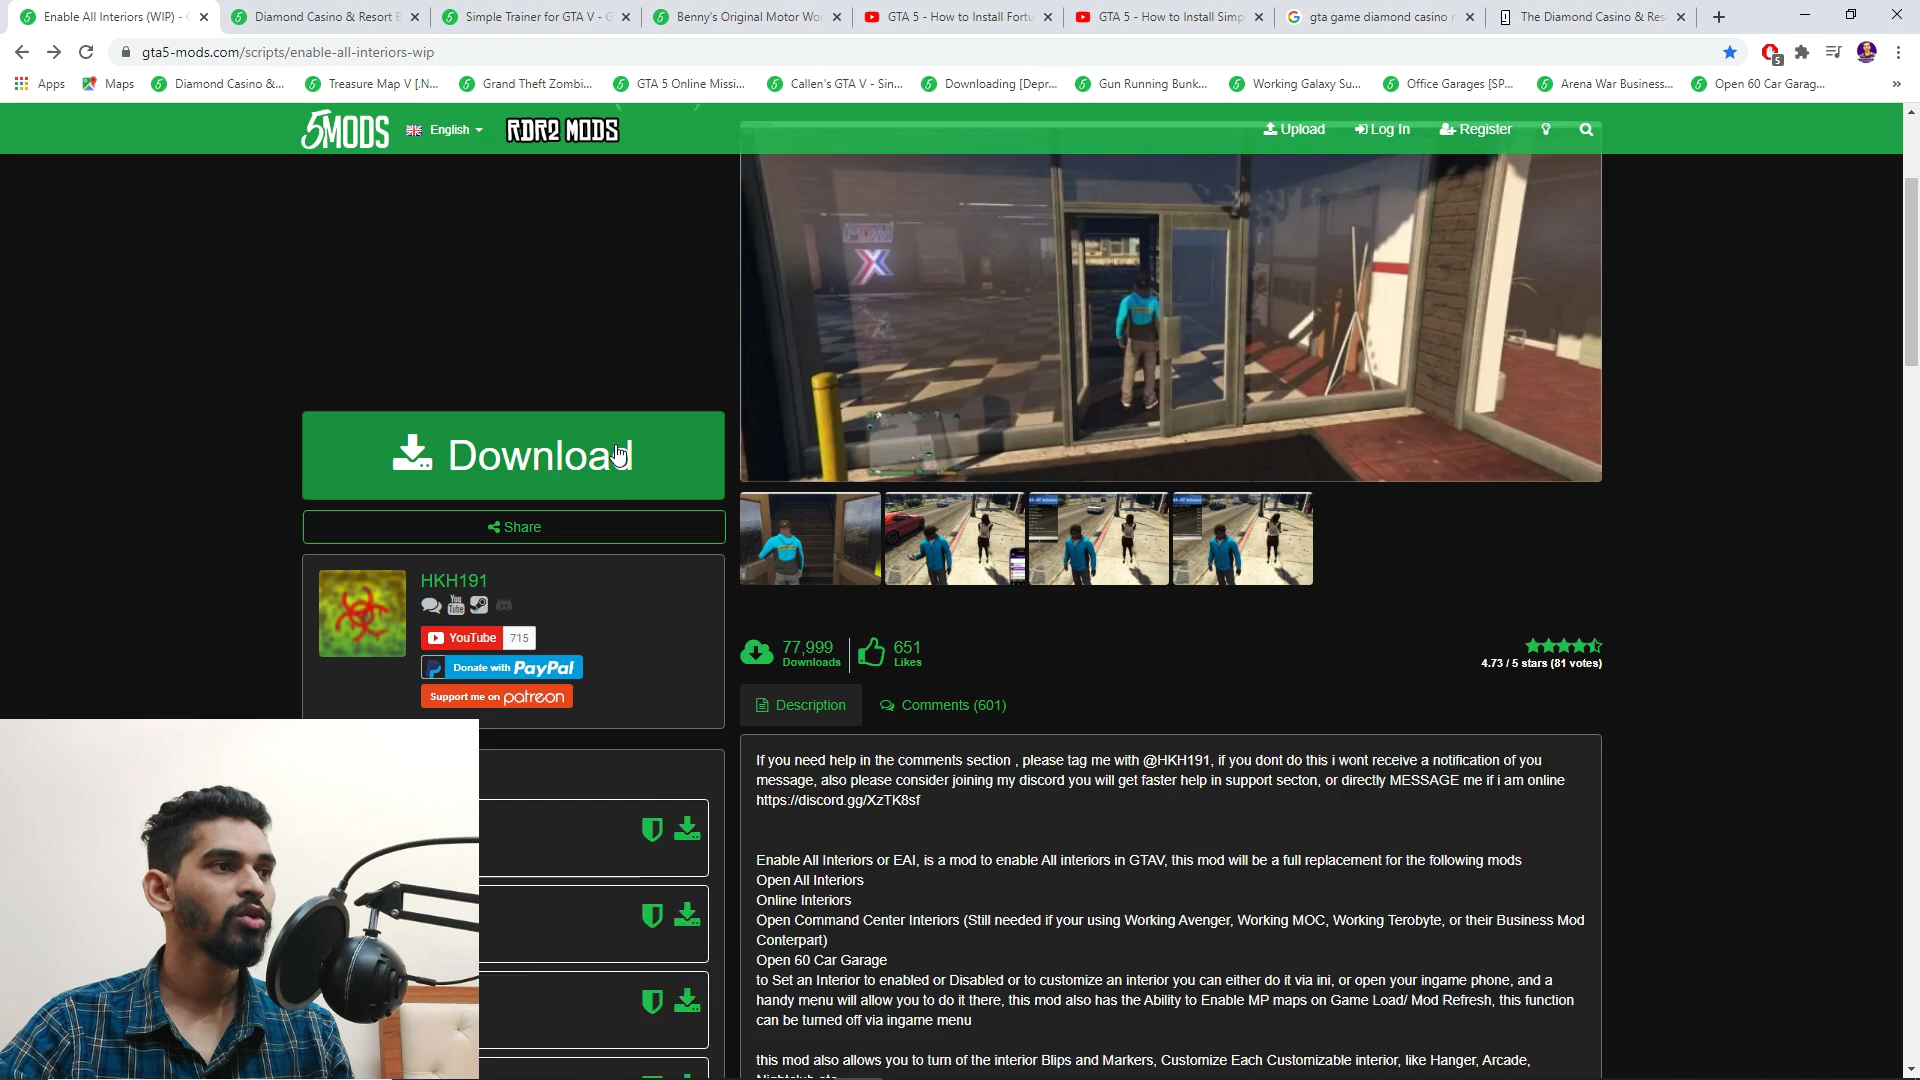 Enable All Interiors (WIP) - G
Diamond Casino & Resort B
Simple Trainer for GTA V - G
Benny's Original Motor Wor
GTA 5 - How to Install Fortu
GTA 5 - How to Install Simp
gta game diamond casino r
The Diamond Casino & Res
gta5-mods.com/scripts/enable-all-interiors-wip
5
Apps
Maps
Diamond Casino &...
Treasure Map V [.N...
Grand Theft Zombi...
GTA 5 Online Missi...
Callen's GTA V - Sin...
Downloading [Depr...
Gun Running Bunk...
Working Galaxy Su...
Office Garages [SP...
Arena War Business...
Open 60 Car Garag...
»
5MODS
English
RDR2 MODS
Upload
Log In
Register
Download
Share
HKH191
You Tube
YouTube 715
Donate with PayPal
Support me on patreon
77,999
Downloads
651
Likes
4.73 / 5 stars (81 votes)
Description
Comments (601)
If you need help in the comments section , please tag me with @HKH191, if you dont do this i wont receive a notification of you
message, also please consider joining my discord you will get faster help in support secton, or directly MESSAGE me if i am online
https://discord.gg/XzTK8sf
Enable All Interiors or EAI, is a mod to enable All interiors in GTAV, this mod will be a full replacement for the following mods
Open All Interiors
Online Interiors
Open Command Center Interiors (Still needed if your using Working Avenger, Working MOC, Working Terobyte, or their Business Mod
Conterpart)
Open 60 Car Garage
to Set an Interior to enabled or Disabled or to customize an interior you can either do it via ini, or open your ingame phone, and a
handy menu will allow you to do it there, this mod also has the Ability to Enable MP maps on Game Load/ Mod Refresh, this function
can be turned off via ingame menu
this mod also allows you to turn of the interior Blips and Markers, Customize Each Customizable interior, like Hanger, Arcade,